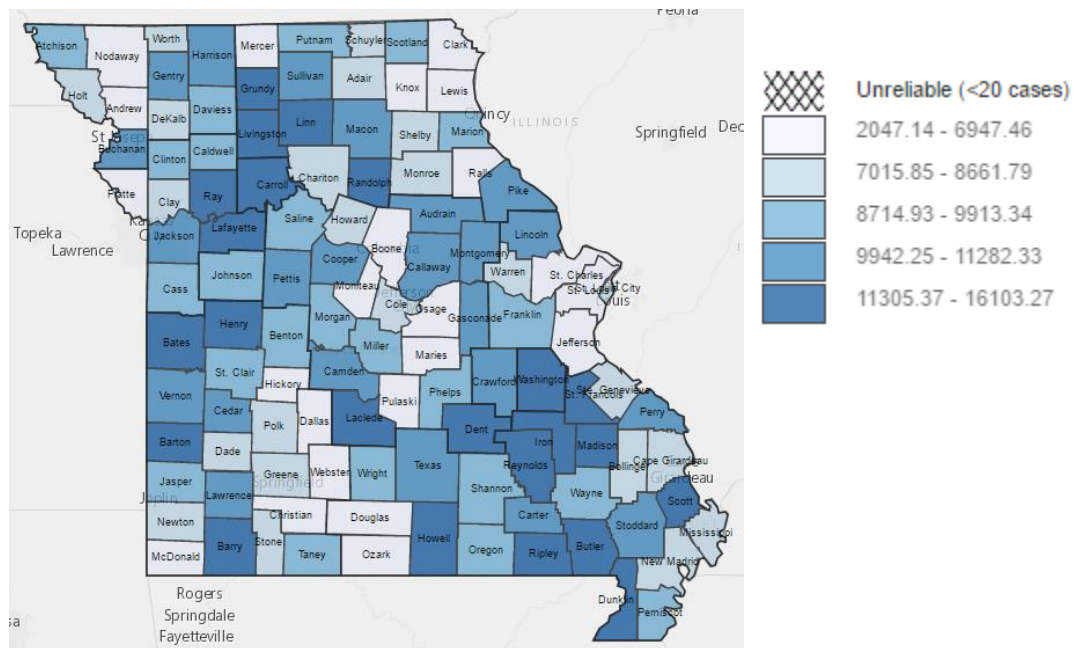 Peoria
Atchison
Nodaway
Worth
Harrison
Mercer
Putnam
Schuyler
Scotland
Clark
Gentry
Sullivan
Adair
Knox
Lewis
Holt
Andrew
DeKalb
Daviess
Grundy
Livingston
Linn
Macon
Shelby
Marion
Quincy
ILLINOIS
Springfield
St Joseph
Buchanan
Clinton
Caldwell
Carroll
Chariton
Randolph
Monroe
Ralls
Pike
Platte
Clay
Ray
Saline
Howard
Audrain
Topeka
Lawrence
Jackson
Lafayette
Boone
Lincoln
Cooper
Callaway
Montgomery
Warren
St. Charles
Cass
Johnson
Pettis
Moniteau
Cole
Osage
Gasconade
Franklin
Louis
Bates
Henry
Benton
Morgan
Miller
Maries
Jefferson
Vernon
St. Clair
Hickory
Camden
Pulaski
Phelps
Crawford
Washington
Ste. Genevieve
St. Francois
Perry
Cedar
Polk
Dallas
Laclede
Dent
Iron
Madison
Barton
Dade
Greene
Webster
Wright
Texas
Reynolds
Bollinger
Cape Girardeau
Girardeau
Jasper
Joplin
Lawrence
Springfield
Shannon
Wayne
Scott
Newton
Christian
Douglas
Carter
Stoddard
Mississippi
McDonald
Barry
Stone
Taney
Ozark
Howell
Oregon
Ripley
Butler
New Madrid
Dunklin
Pemiscot
Rogers
Springdale
Fayetteville
Unreliable (<20 cases)
2047.14 - 6947.46
7015.85 - 8661.79
8714.93 - 9913.34
9942.25 - 11282.33
11305.37 - 16103.27